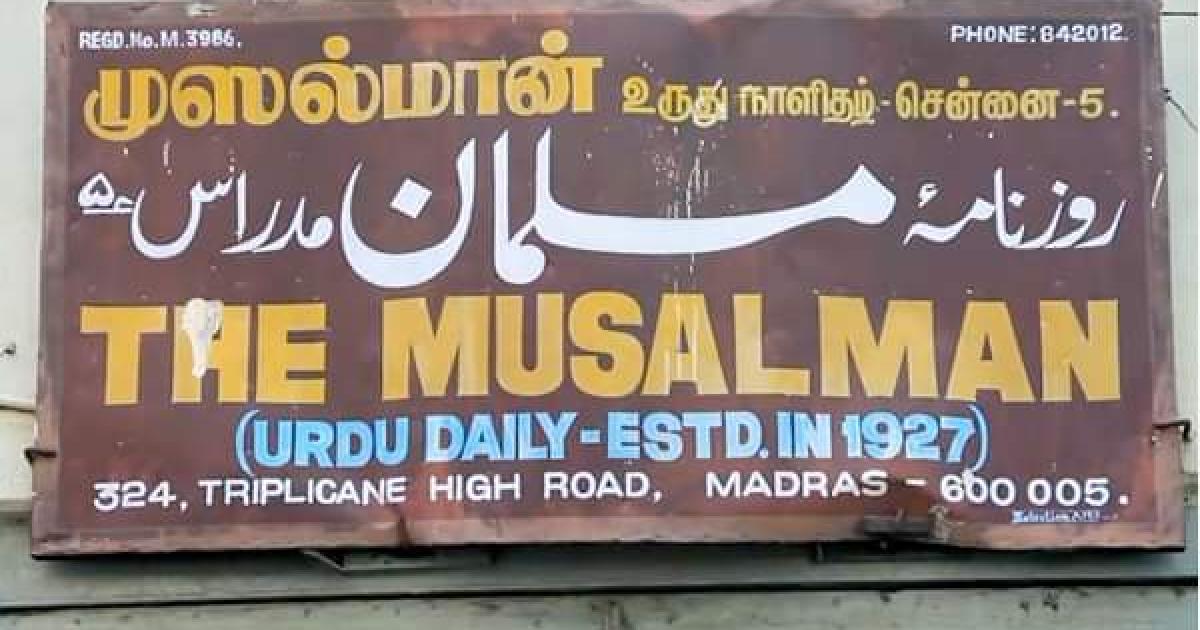 REGD.No.M.3986. PHONE:842012.
முஸல்மான் உருது நாளிதழ்-சென்னை-5.
روزنامۂ مسلمان مدراس ۵
THE MUSALMAN
(URDU DAILY-ESTD.IN 1927)
324, TRIPLICANE HIGH ROAD, MADRAS - 600 005.